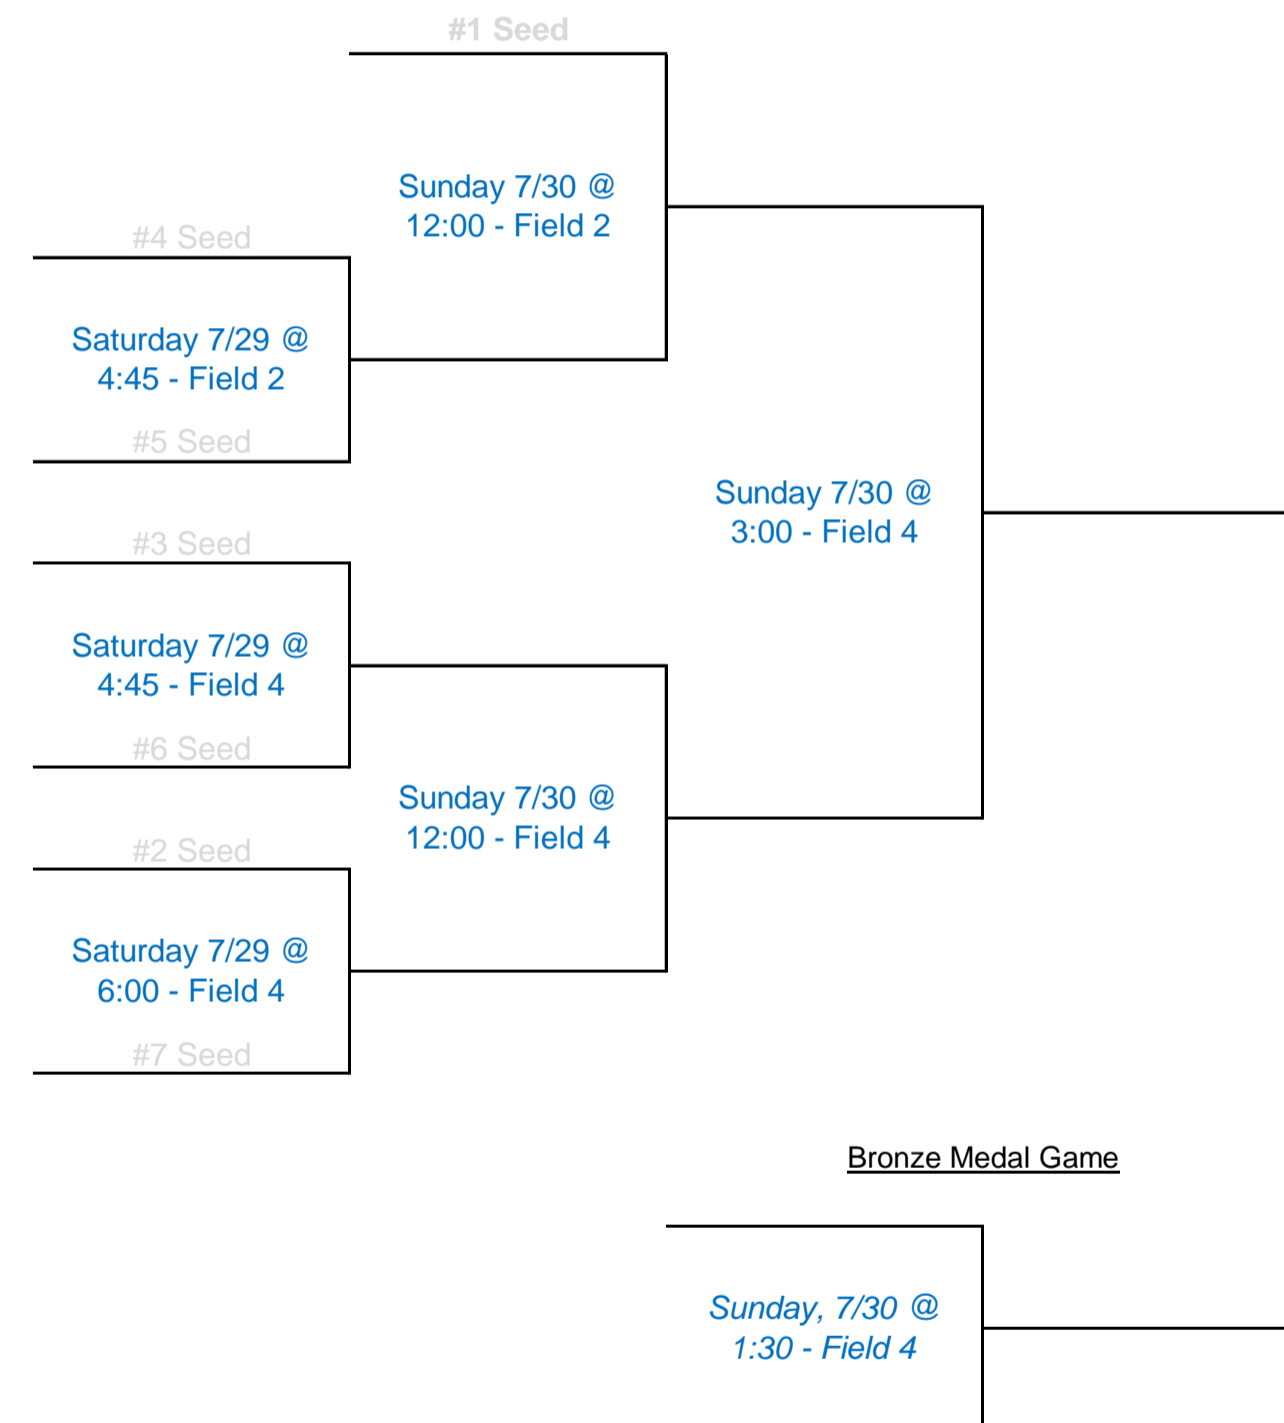 #1 Seed
Sunday 7/30 @
12:00 - Field 2
#4 Seed
Saturday 7/29 @
4:45 - Field 2
#5 Seed
Sunday 7/30 @
3:00 - Field 4
#3 Seed
Saturday 7/29 @
4:45 - Field 4
#6 Seed
Sunday 7/30 @
12:00 - Field 4
#2 Seed
Saturday 7/29 @
6:00 - Field 4
#7 Seed
Bronze Medal Game
Sunday, 7/30 @
1:30 - Field 4